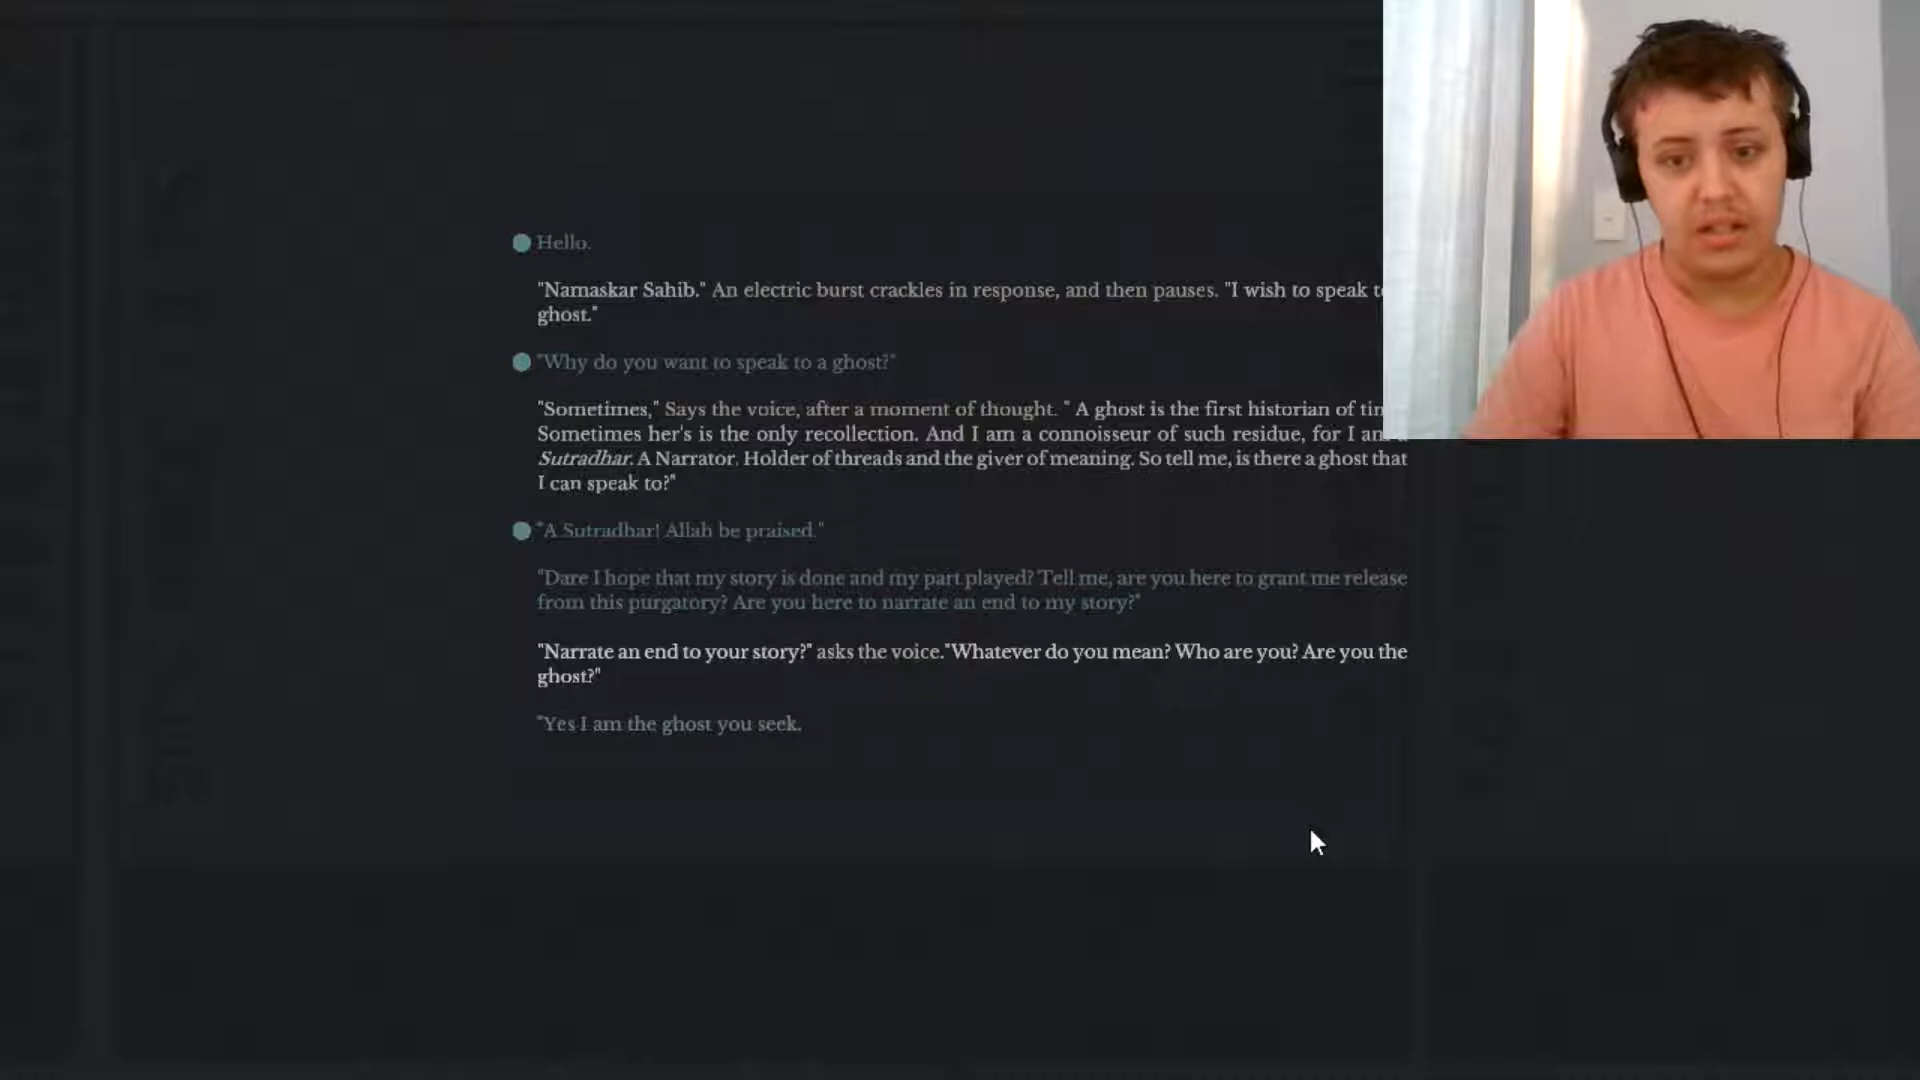 Hello.
"Namaskar Sahib." An electric burst crackles in response, and then pauses. "I wish to speak
ghost."
"Why do you want to speak to a ghost?"
"Sometimes," Says the voice, after a moment of thought. " A ghost is the first historian of
Sometimes her's is the only recollection. And I am a connoisseur of such residue, for I am
Sutradhar. A Narrator. Holder of threads and the giver of meaning. So tell me, is there a ghost that
I can speak to?"
"A Sutradhar! Allah be praised."
"Dare I hope that my story is done and my part played? Tell me, are you here to grant me release
from this purgatory? Are you here to narrate an end to my story?"
"Narrate an end to your story?" asks the voice."Whatever do you mean? Who are you? Are you the
ghost?"
"Yes I am the ghost you seek.